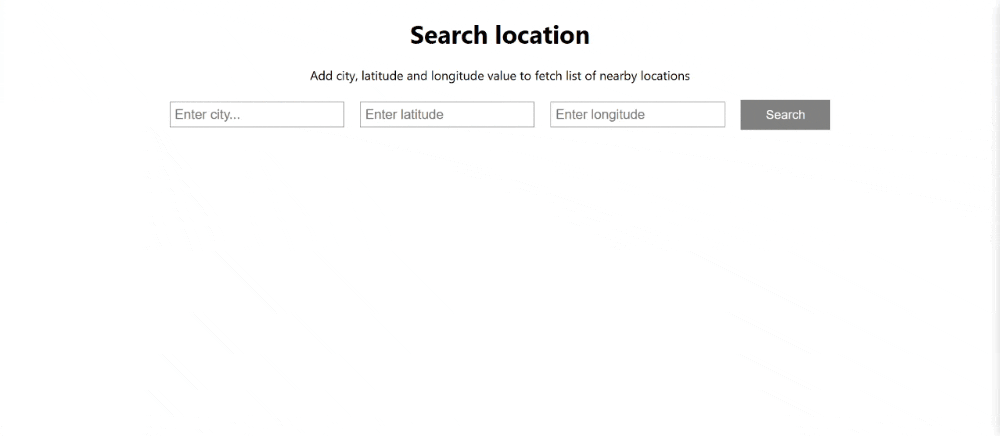 Search location
Add city, latitude and longitude value to fetch list of nearby locations
Enter city... Enter latitude Enter longitude Search